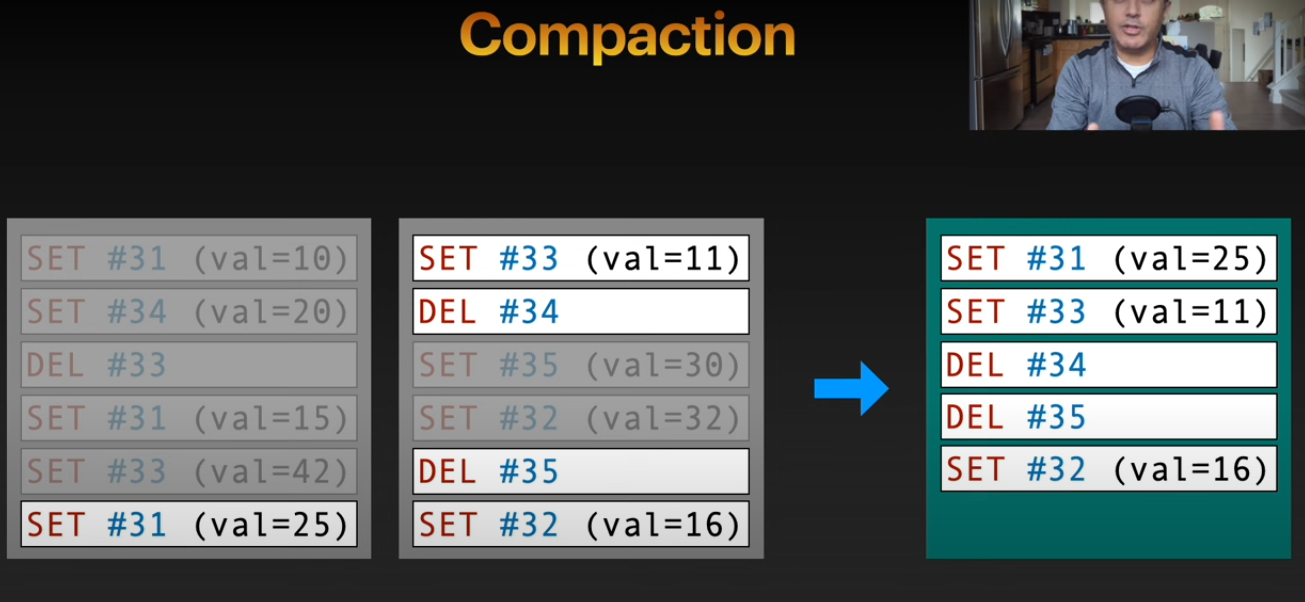 Compaction
SET #31 (val=10)
SET #34 (val=20)
DEL #33
SET #31 (val=15)
SET #33 (val=42)
SET #31 (val=25)
SET #33 (val=11)
DEL #34
SET #35 (val=30)
SET #32 (val=32)
DEL #35
SET #32 (val=16)
SET #31 (val=25)
SET #33 (val=11)
DEL #34
DEL #35
SET #32 (val=16)